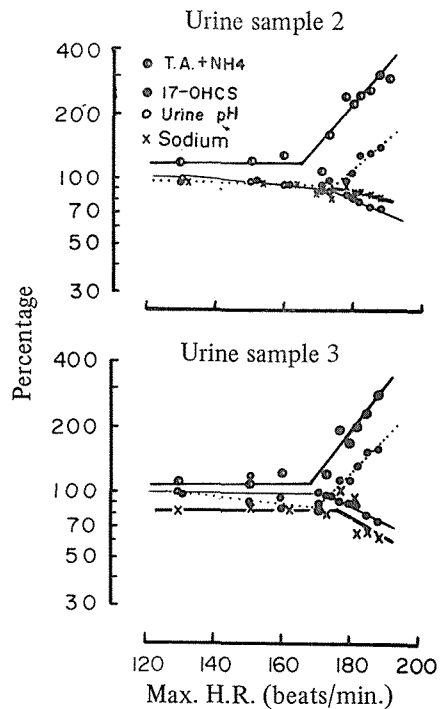 Urine sample 2
400
200
100
70
50
30
T.A.+NH4
17-OHCS
Urine pH
x Sodium
Percentage
Urine sample 3
400
200
100
80
50
30
120 140 160 180 200
Max. H.R. (beats/min.)